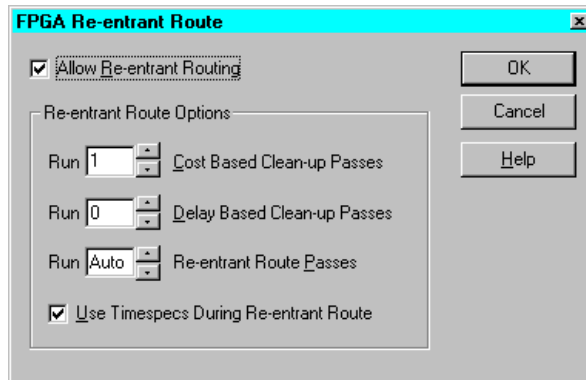 FPGA Re-entrant Route
Allow Re-entrant Routing
OK
Re-entrant Route Options
Cancel
Run 1 Cost Based Clean-up Passes
Help
Run 0 Delay Based Clean-up Passes
Run Auto Re-entrant Route Passes
Use Timespecs During Re-entrant Route